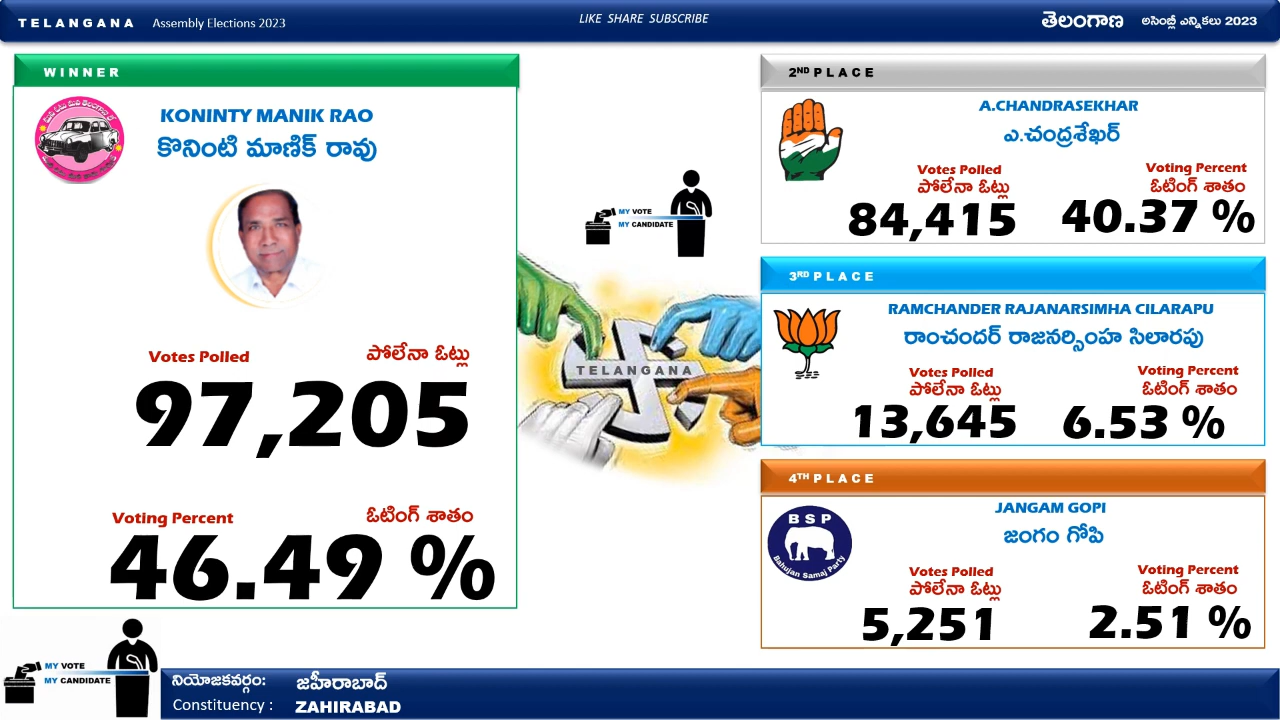 TELANGANA Assembly Elections 2023
LIKE SHARE SUBSCRIBE
తెలంగాణ అసెంబ్లీ ఎన్నికలు 2023
WINNER
KONINTY MANIK RAO
కొనింటి మాణిక్ రావు
Votes Polled పోలేనా ఓట్లు
97,205
Voting Percent ఓటింగ్ శాతం
46.49 %
MY VOTE
MY CANDIDATE
TELANGANA
2ND PLACE
A.CHANDRASEKHAR
ఎ.చంద్రశేఖర్
Votes Polled Voting Percent
పోలేనా ఓట్లు ఓటింగ్ శాతం
84,415 40.37 %
3RD PLACE
RAMCHANDER RAJANARSIMHA CILARAPU
రాంచందర్ రాజనర్సింహ సిలారపు
Votes Polled Voting Percent
పోలేనా ఓట్లు ఓటింగ్ శాతం
13,645 6.53 %
4TH PLACE
BSP
Bahujan Samaj Party
JANGAM GOPI
జంగం గోపి
Votes Polled Voting Percent
పోలేనా ఓట్లు ఓటింగ్ శాతం
5,251 2.51 %
MY VOTE
MY CANDIDATE
నియోజకవర్గం: జహీరాబాద్
Constituency : ZAHIRABAD